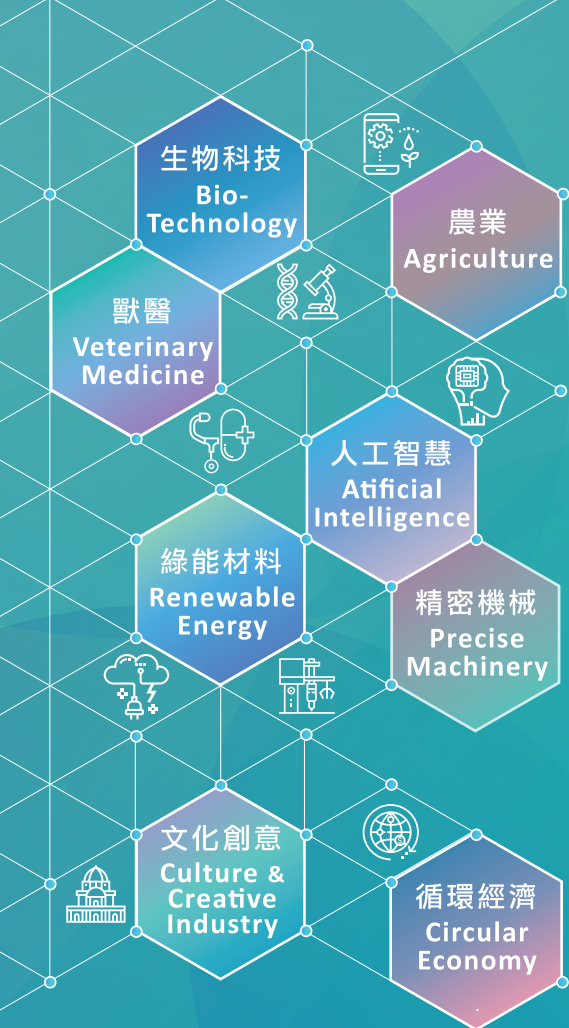 生物科技
Bio-
Technology
農業
Agriculture
獸醫
Veterinary
Medicine
人工智慧
Atificial
Intelligence
綠能材料
Renewable
Energy
精密機械
Precise
Machinery
文化創意
Culture &
Creative
Industry
循環經濟
Circular
Economy